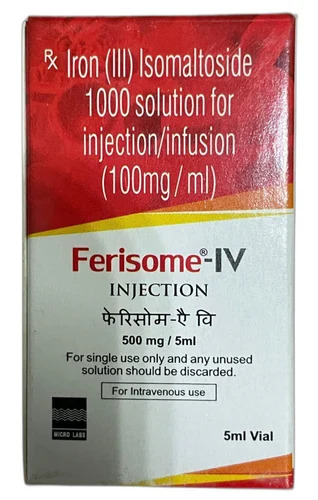 Rx Iron (III) Isomaltoside
1000 solution for
injection/infusion
(100mg/ml)
Ferisome®-IV
INJECTION
फेरिसोम-ऐ वि
500 mg / 5ml
For single use only and any unused
solution should be discarded.
For Intravenous use
MICRO LABS
5ml Vial